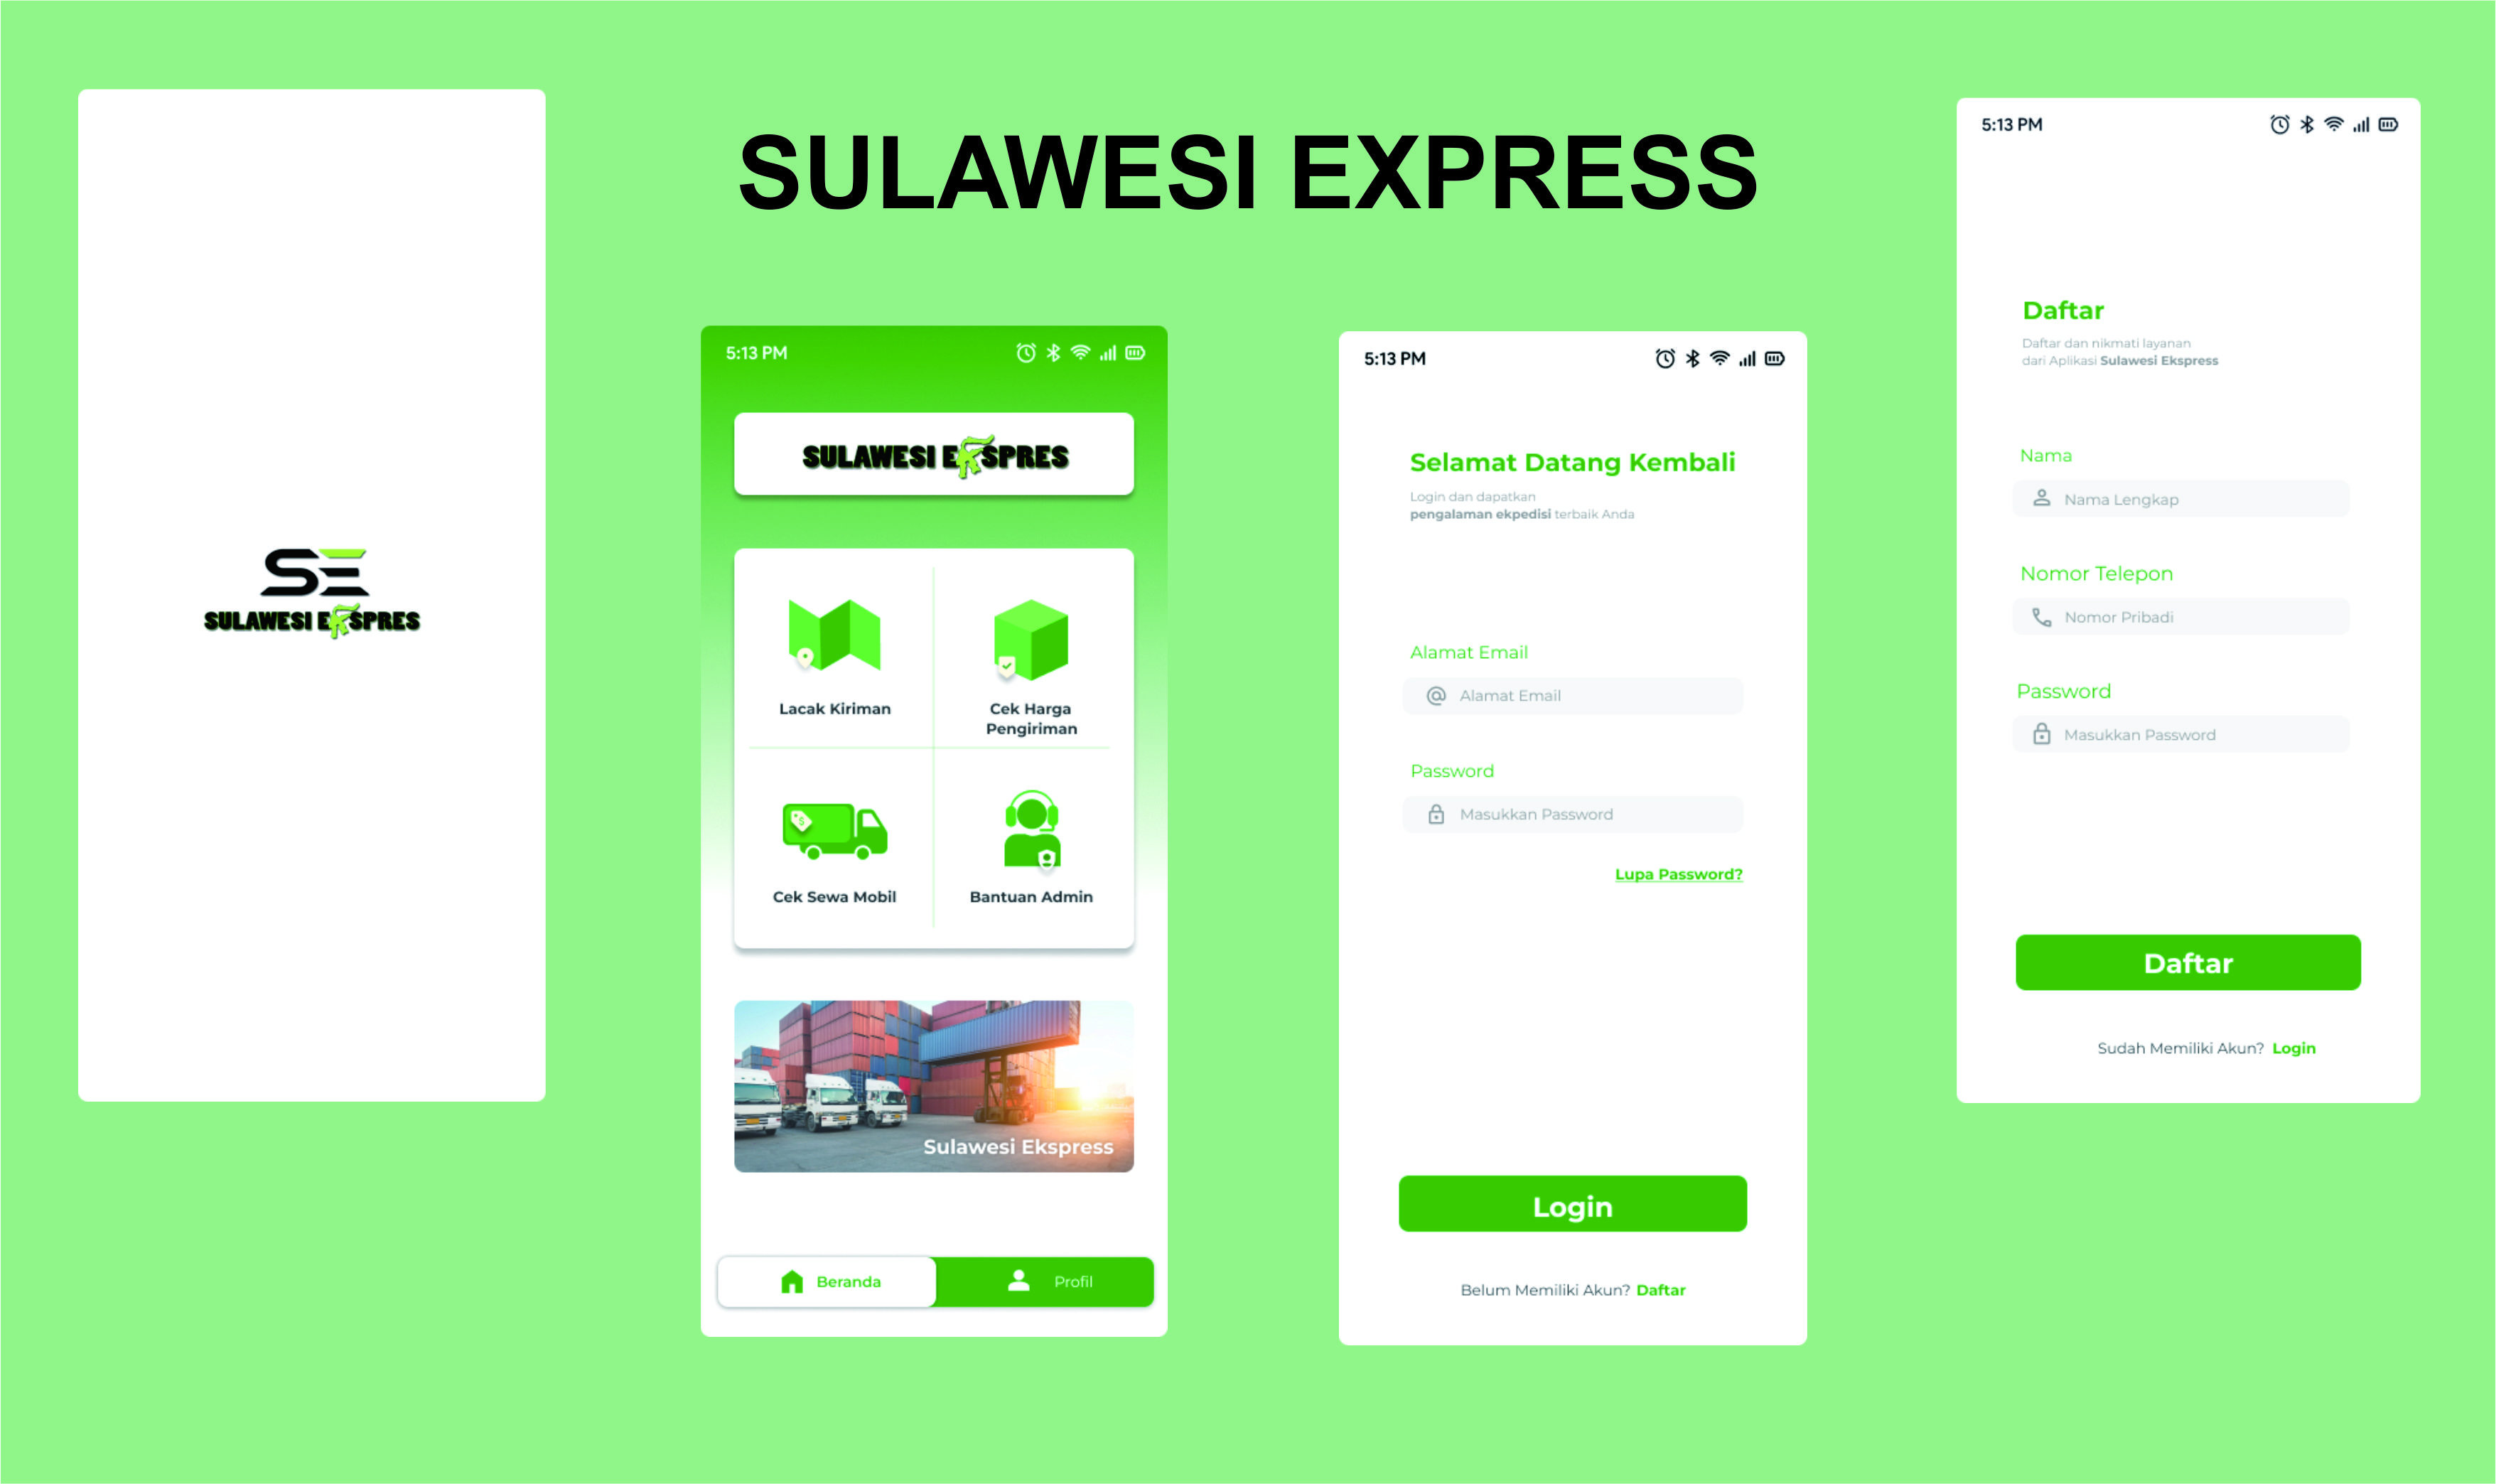 SULAWESI EXPRESS
SE
SULAWESI EKSPRES
5:13 PM
SULAWESI EKSPRES
Lacak Kiriman
Cek Harga
Pengiriman
Cek Sewa Mobil
Bantuan Admin
Sulawesi Ekspress
Beranda
Profil
5:13 PM
Selamat Datang Kembali
Login dan dapatkan
pengalaman ekpedisi terbaik Anda
Alamat Email
Alamat Email
Password
Masukkan Password
Lupa Password?
Login
Belum Memiliki Akun? Daftar
5:13 PM
Daftar
Daftar dan nikmati layanan
dari Aplikasi Sulawesi Ekspress
Nama
Nama Lengkap
Nomor Telepon
Nomor Pribadi
Password
Masukkan Password
Daftar
Sudah Memiliki Akun? Login